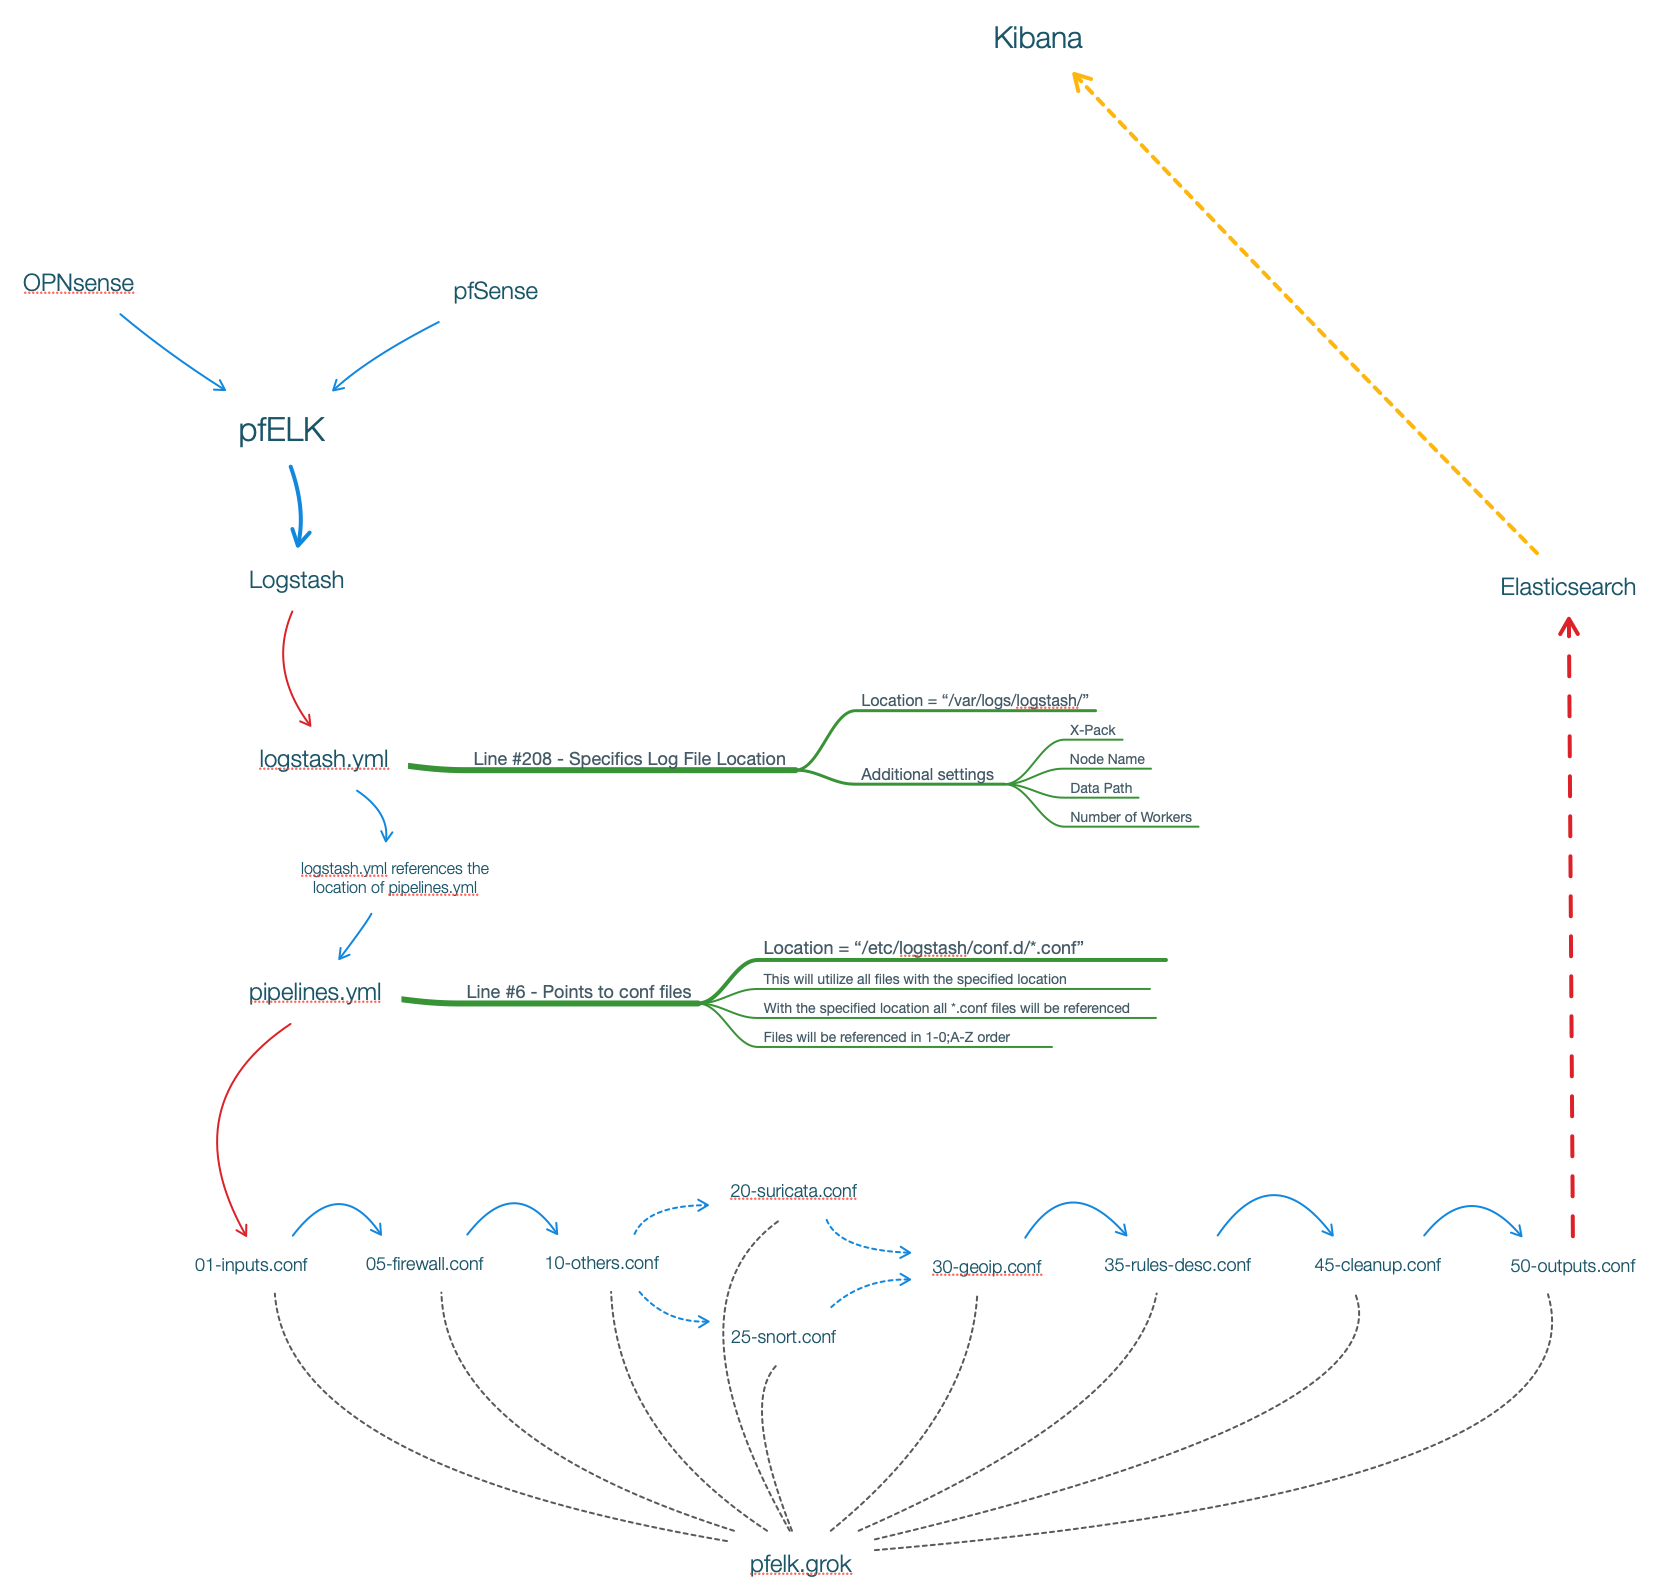 Kibana
OPNsense
pfSense
pfELK
Logstash
Elasticsearch
logstash.yml
Line #208 - Specifics Log File Location
Location = “/var/logs/logstash/”
Additional settings
X-Pack
Node Name
Data Path
Number of Workers
logstash.yml references the
location of pipelines.yml
pipelines.yml
Line #6 - Points to conf files
Location = “/etc/logstash/conf.d/*.conf”
This will utilize all files with the specified location
With the specified location all *.conf files will be referenced
Files will be referenced in 1-0;A-Z order
01-inputs.conf
05-firewall.conf
10-others.conf
20-suricata.conf
25-snort.conf
30-geoip.conf
35-rules-desc.conf
45-cleanup.conf
50-outputs.conf
pfelk.grok